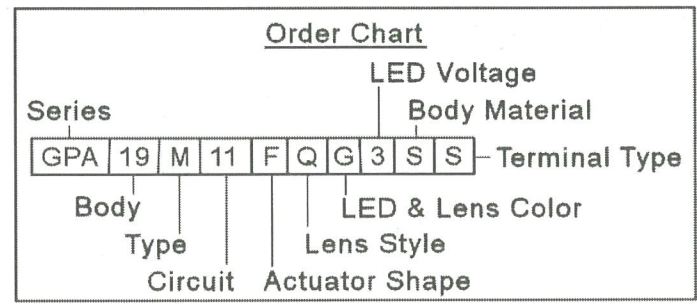 Order Chart
LED Voltage
Series
Body Material
GPA 19 M 11 F Q G 3 S S Terminal Type
Body
LED & Lens Color
Type
Lens Style
Circuit
Actuator Shape